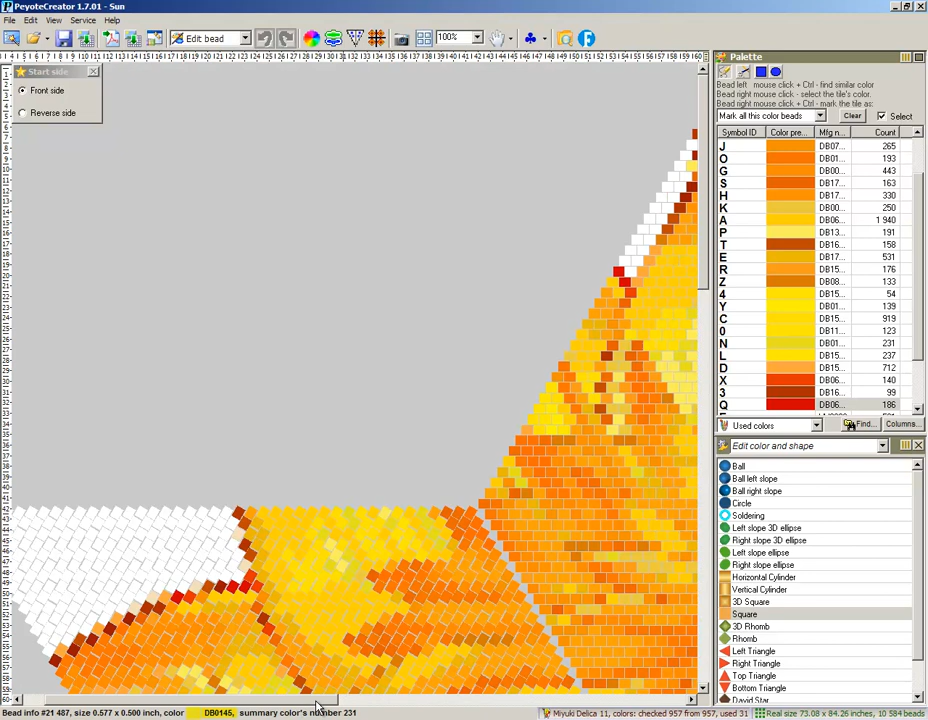 PeyoteCreator 1.7.01 - Sun
File Edit View Service Help
Edit bead
100%
Start side
Front side
Reverse side
Palette
Bead left mouse click + Ctrl - find similar color
Bead right mouse click - select the tile's color.
Bead right mouse click + Ctrl - mark the tile as:
Mark all this color beads Clear Select
Symbol ID Color pre... Mfg n... Count
J DB07... 265
O DB01... 193
G DB00... 443
S DB16... 163
H DB16... 330
K DB00... 250
A DB06... 1 940
P DB13... 191
T DB16... 158
E DB16... 531
R DB15... 176
Z DB08... 133
4 DB15... 54
Y DB01... 139
C DB15... 919
0 DB11... 123
N DB01... 231
L DB15... 237
D DB15... 712
X DB06... 140
3 DB16... 99
Q DB06... 186
Used colors Find... Columns...
Edit color and shape
Ball
Ball left slope
Ball right slope
Circle
Soldering
Left slope 3D ellipse
Right slope 3D ellipse
Left slope ellipse
Right slope ellipse
Horizontal Cylinder
Vertical Cylinder
3D Square
Square
3D Rhomb
Rhomb
Left Triangle
Right Triangle
Top Triangle
Bottom Triangle
David Star
Bead info #21 487, size 0.577 x 0.500 inch, color DB0145, summary color's number 231
Miyuki Delica 11, colors: checked 957 from 957, used 31
Real size 73.08 x 84.26 inches, 10 584 beads